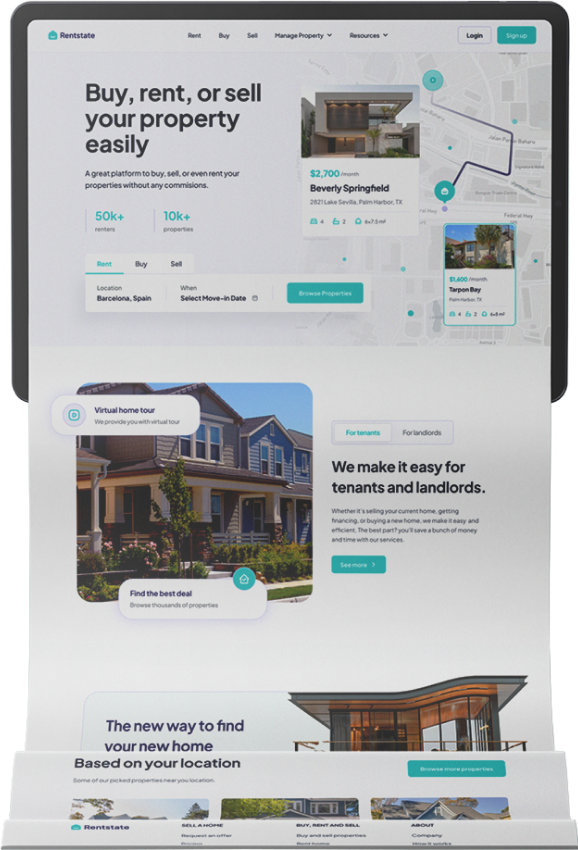 Rentstate
Rent Buy Sell Manage Property Resources Login Sign up
Buy, rent, or sell
your property
easily
A great platform to buy, sell, or even rent your
properties without any commisions.
50k+ 10k+
renters properties
$2,700 /month
Beverly Springfield
2821 Lake Sevilla, Palm Harbor, TX
4 2 6x7.5 m²
Federal Hwy
$1,600 /month
Tarpon Bay
Palm Harbor, TX
4 2
Rent Buy Sell
Location When
Barcelona, Spain Select Move-in Date Browse Properties
Virtual home tour
We provide you with virtual tour
Find the best deal
Browse thousands of properties
For tenants For landlords
We make it easy for
tenants and landlords.
Whether it's selling your current home, getting
financing, or buying a new home, we make it easy and
efficient. The best part? you'll save a bunch of money
and time with our services.
See more
The new way to find
your new home
Based on your location
Some of our picked properties near you location.
Browse more properties
Rentstate
SELL A HOME BUY, RENT AND SELL ABOUT
Request an offer Buy and sell properties Company
Rent home How it works